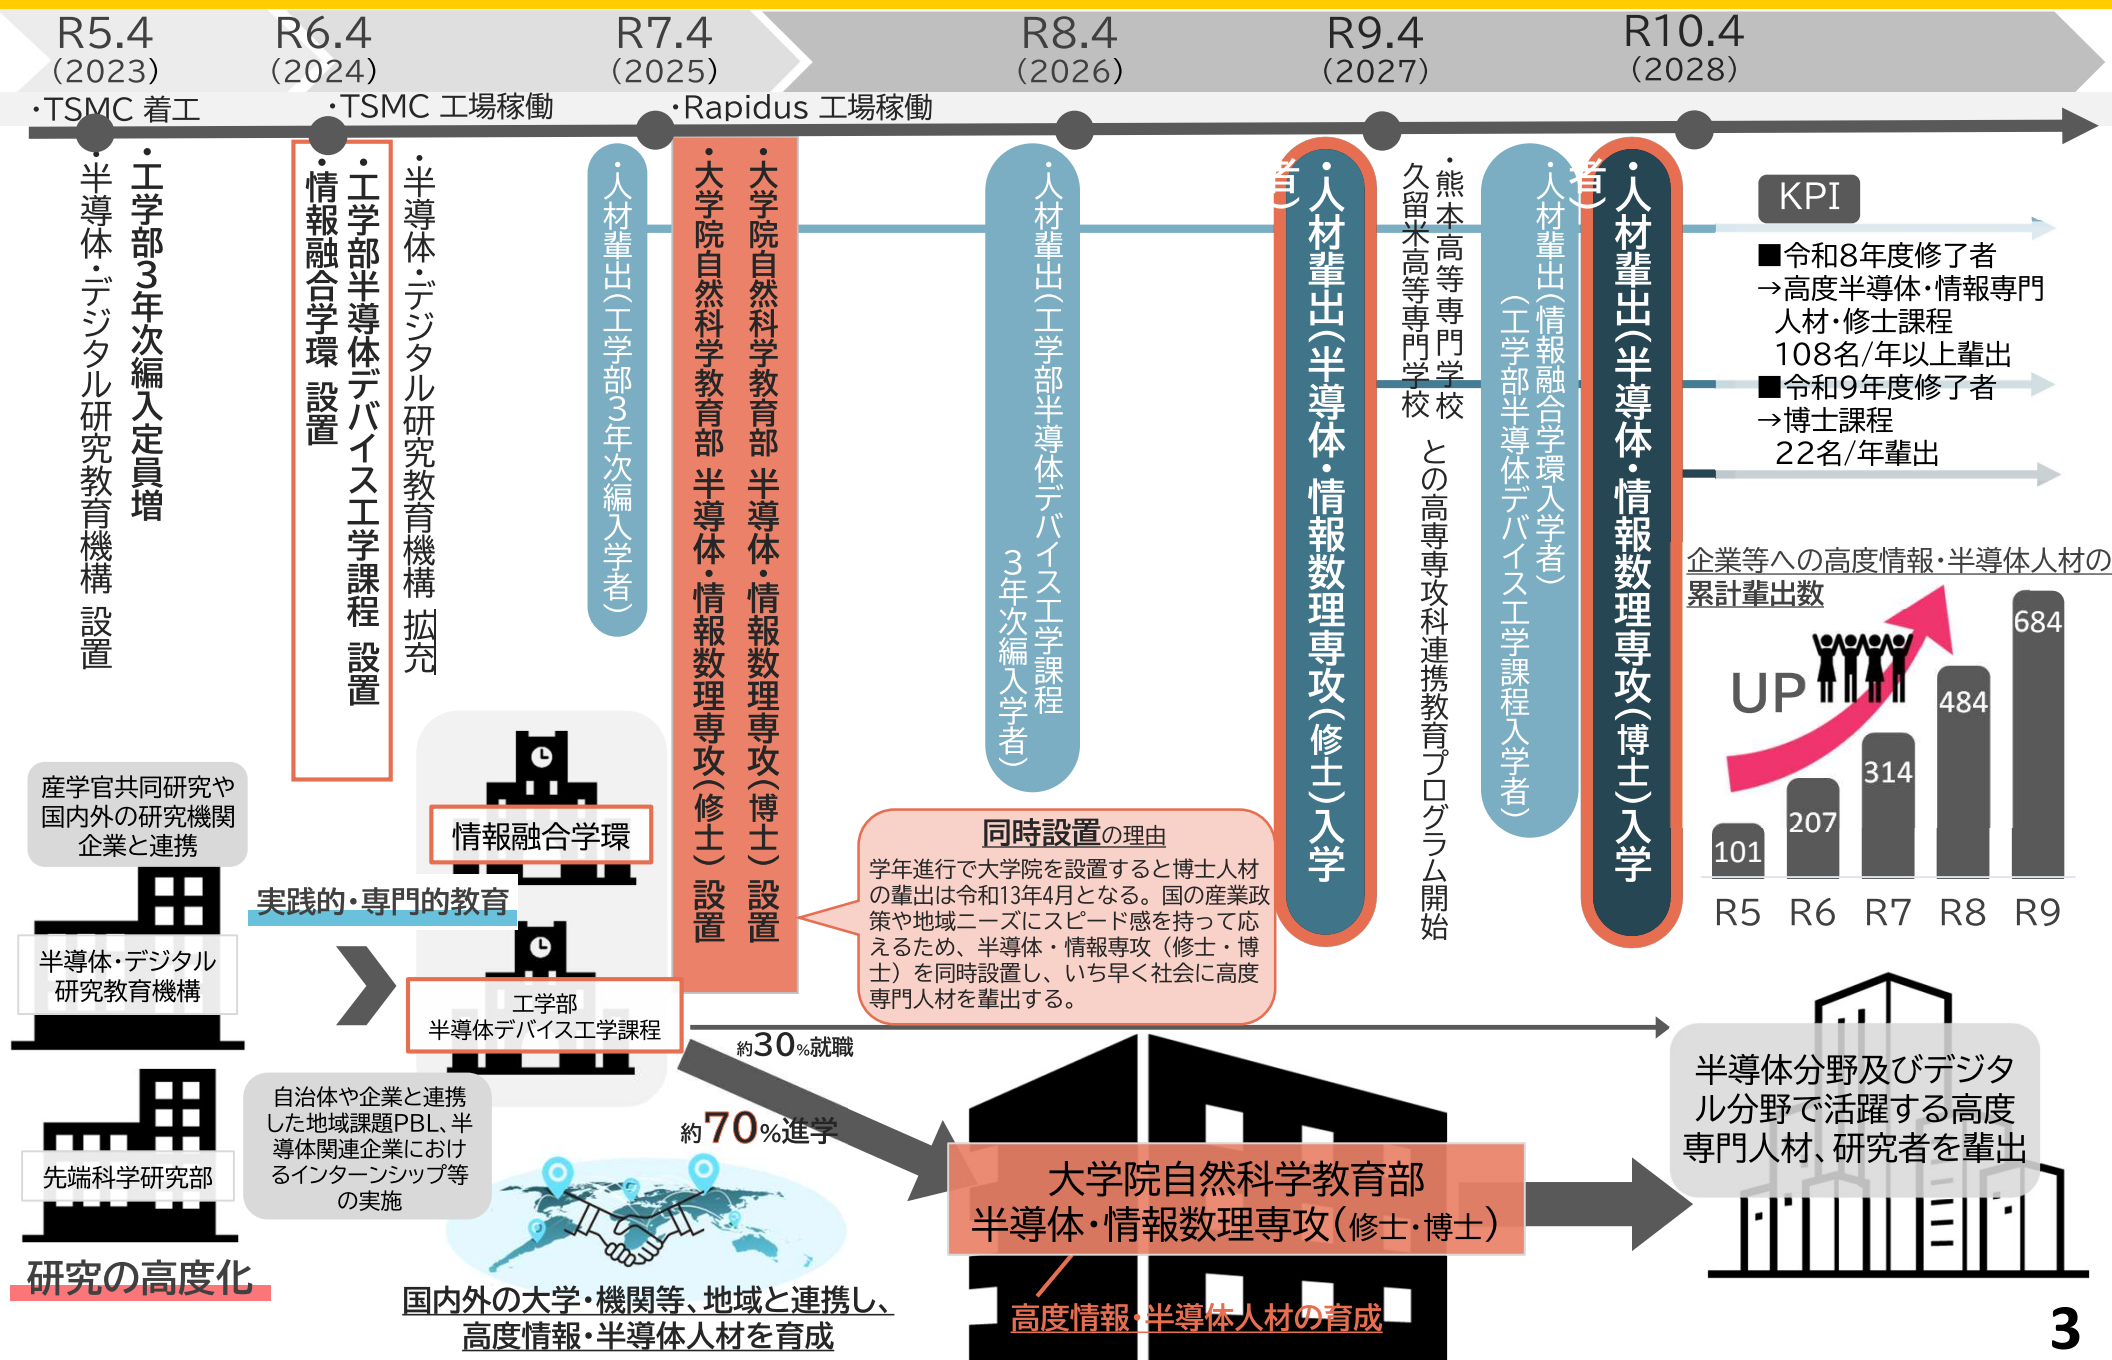 R5.4
(2023)
R6.4
(2024)
R7.4
(2025)
R8.4
(2026)
R9.4
(2027)
R10.4
(2028)
・TSMC 着工
・TSMC 工場稼働
・Rapidus 工場稼働
・工学部3年次編入定員増
・半導体・デジタル研究教育機構 設置
・半導体・デジタル研究教育機構 拡充
・工学部半導体デバイス工学課程 設置
・情報融合学環 設置
・人材輩出(工学部3年次編入学者)
・大学院自然科学教育部 半導体・情報数理専攻(博士) 設置
・大学院自然科学教育部 半導体・情報数理専攻(修士) 設置
・人材輩出(工学部半導体デバイス工学課程
3年次編入学者)
・人材輩出(半導体・情報数理専攻(修士)入学
者)
・熊本高等専門学校
久留米高等専門学校
との高専専攻科連携教育プログラム開始
・人材輩出(情報融合学環入学者)
(工学部半導体デバイス工学課程入学者)
・人材輩出(半導体・情報数理専攻(博士)入学
者)
KPI
■令和8年度修了者
→高度半導体・情報専門
人材・修士課程
108名/年以上輩出
■令和9年度修了者
→博士課程
22名/年輩出
企業等への高度情報・半導体人材の
累計輩出数
UP
101
207
314
484
684
R5
R6
R7
R8
R9
産学官共同研究や
国内外の研究機関
企業と連携
半導体・デジタル
研究教育機構
先端科学研究部
研究の高度化
実践的・専門的教育
情報融合学環
工学部
半導体デバイス工学課程
自治体や企業と連携
した地域課題PBL、半
導体関連企業におけ
るインターンシップ等
の実施
同時設置の理由
学年進行で大学院を設置すると博士人材
の輩出は令和13年4月となる。国の産業政
策や地域ニーズにスピード感を持って応
えるため、半導体・情報専攻（修士・博
士）を同時設置し、いち早く社会に高度
専門人材を輩出する。
約30%就職
約70%進学
国内外の大学・機関等、地域と連携し、
高度情報・半導体人材を育成
大学院自然科学教育部
半導体・情報数理専攻(修士・博士)
高度情報・半導体人材の育成
半導体分野及びデジタ
ル分野で活躍する高度
専門人材、研究者を輩出
3